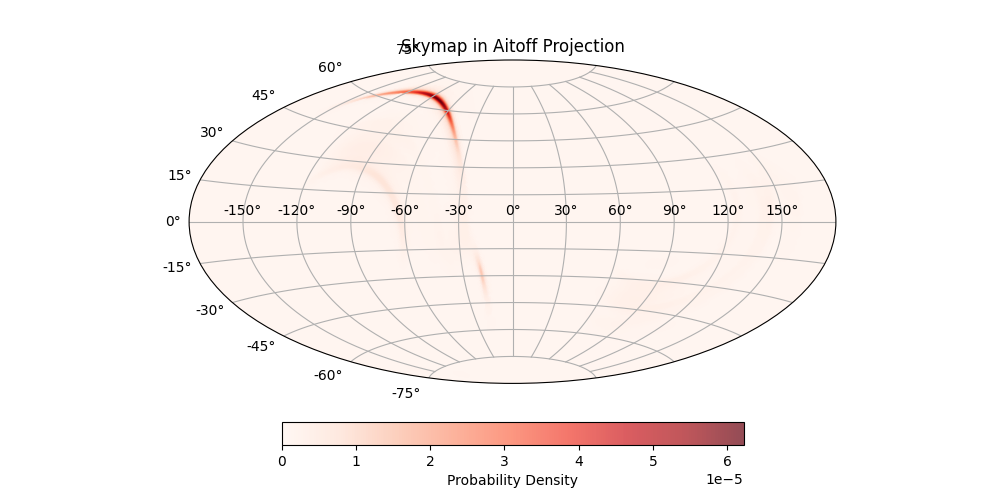 Skymap in Aitoff Projection
75°
60°
45°
30°
15°
-150° -120° -90° -60° -30° 0° 30° 60° 90° 120° 150°
0°
-15°
-30°
-45°
-60°
-75°
0 1 2 3 4 5 6
1e−5
Probability Density